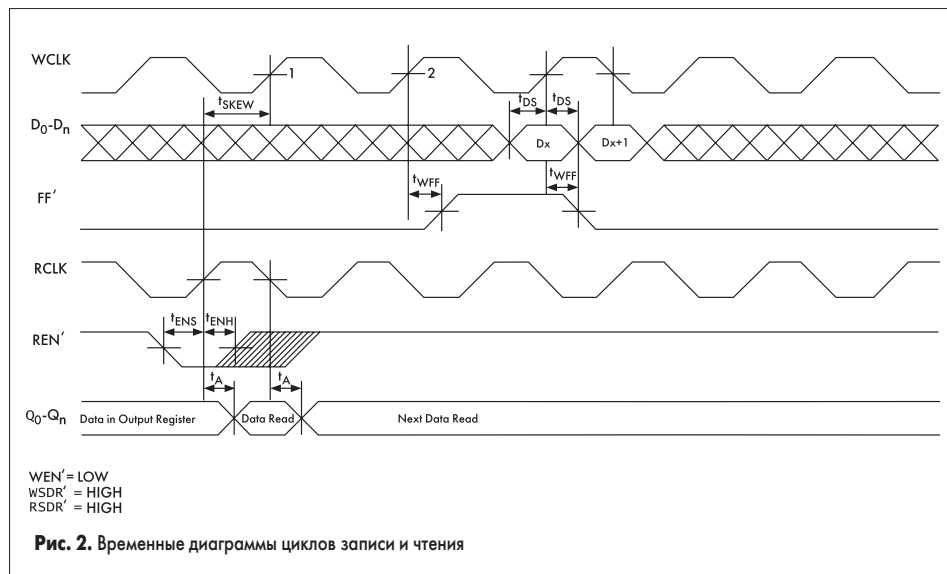 WCLK
1
2
tSKEW
tDS
tDS
D0-Dn
Dx
Dx+1
tWFF
tWFF
FF′
RCLK
tENS
tENH
REN′
tA
tA
Q0-Qn
Data in Output Register
Data Read
Next Data Read
WEN′= LOW
WSDR′ = HIGH
RSDR′ = HIGH
Рис. 2. Временные диаграммы циклов записи и чтения